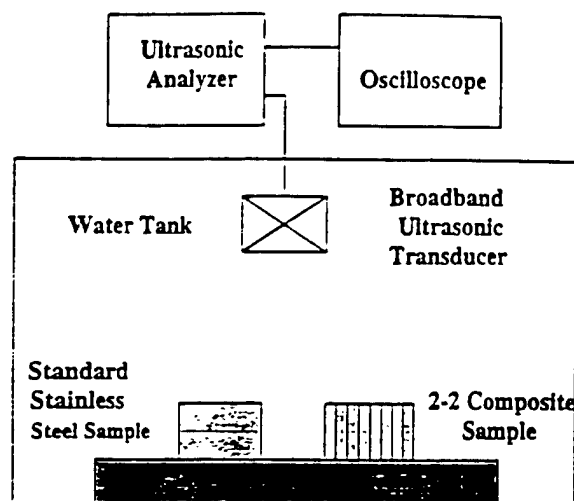 Ultrasonic
Analyzer
Oscilloscope
Water Tank
Broadband
Ultrasonic
Transducer
Standard
Stainless
Steel Sample
2-2 Composite
Sample